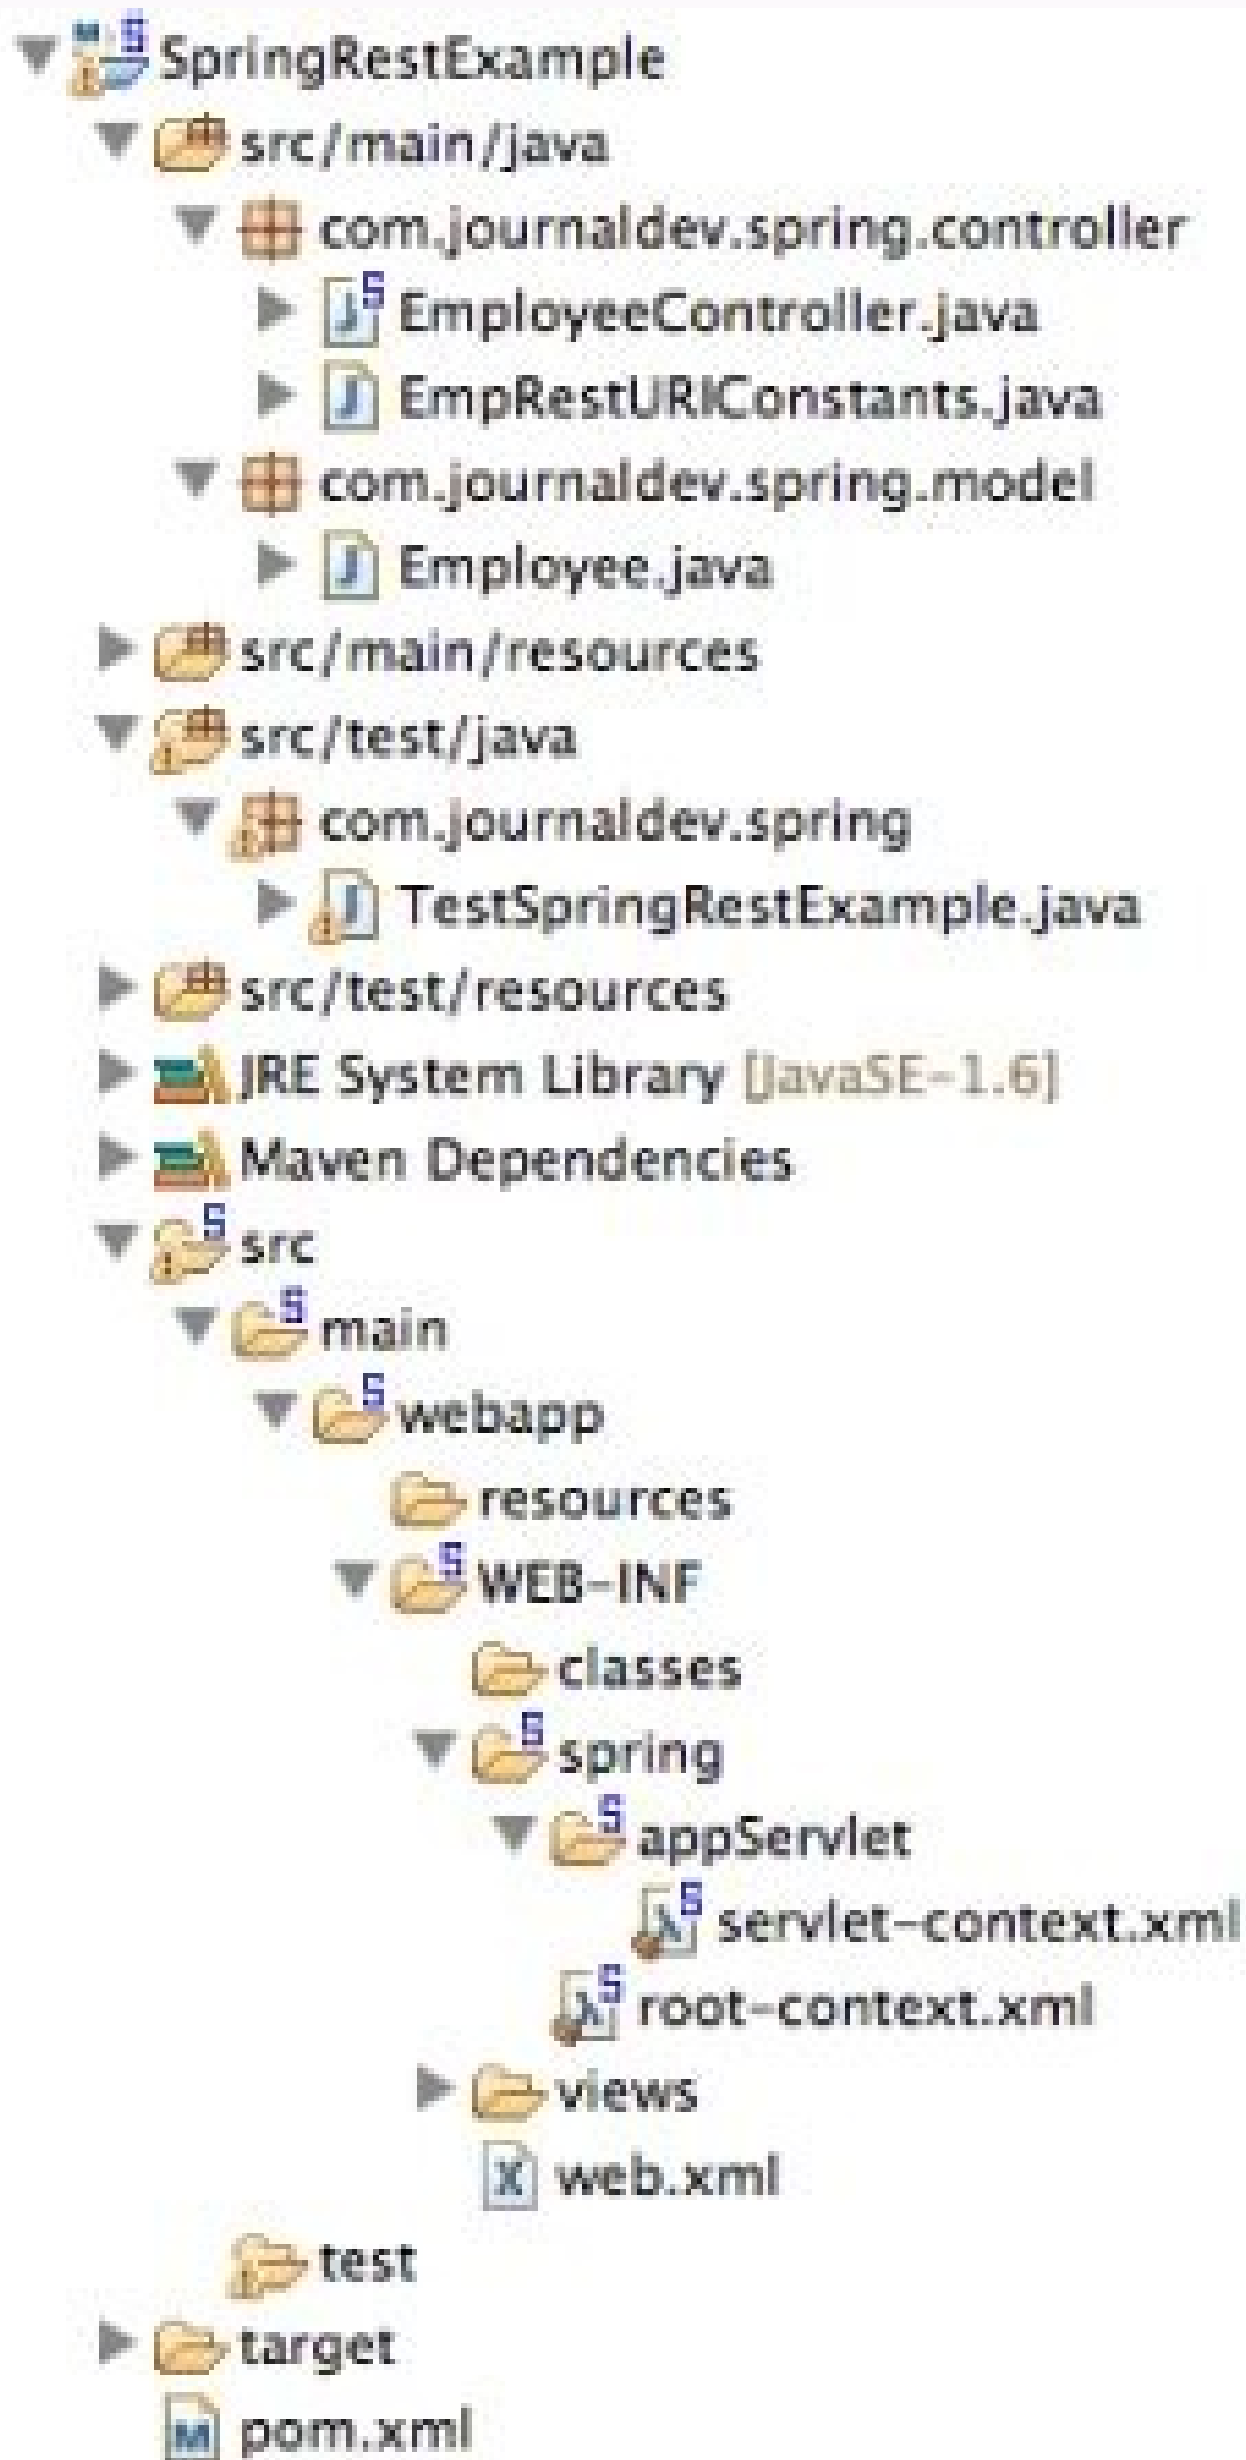 SpringRestExample
src/main/java
com.journaldev.spring.controller
EmployeeController.java
EmpRestURIConstants.java
com.journaldev.spring.model
Employee.java
src/main/resources
src/test/java
com.journaldev.spring
TestSpringRestExample.java
src/test/resources
JRE System Library [JavaSE-1.6]
Maven Dependencies
src
main
webapp
resources
WEB-INF
classes
spring
appServlet
servlet-context.xml
root-context.xml
views
web.xml
test
target
pom.xml